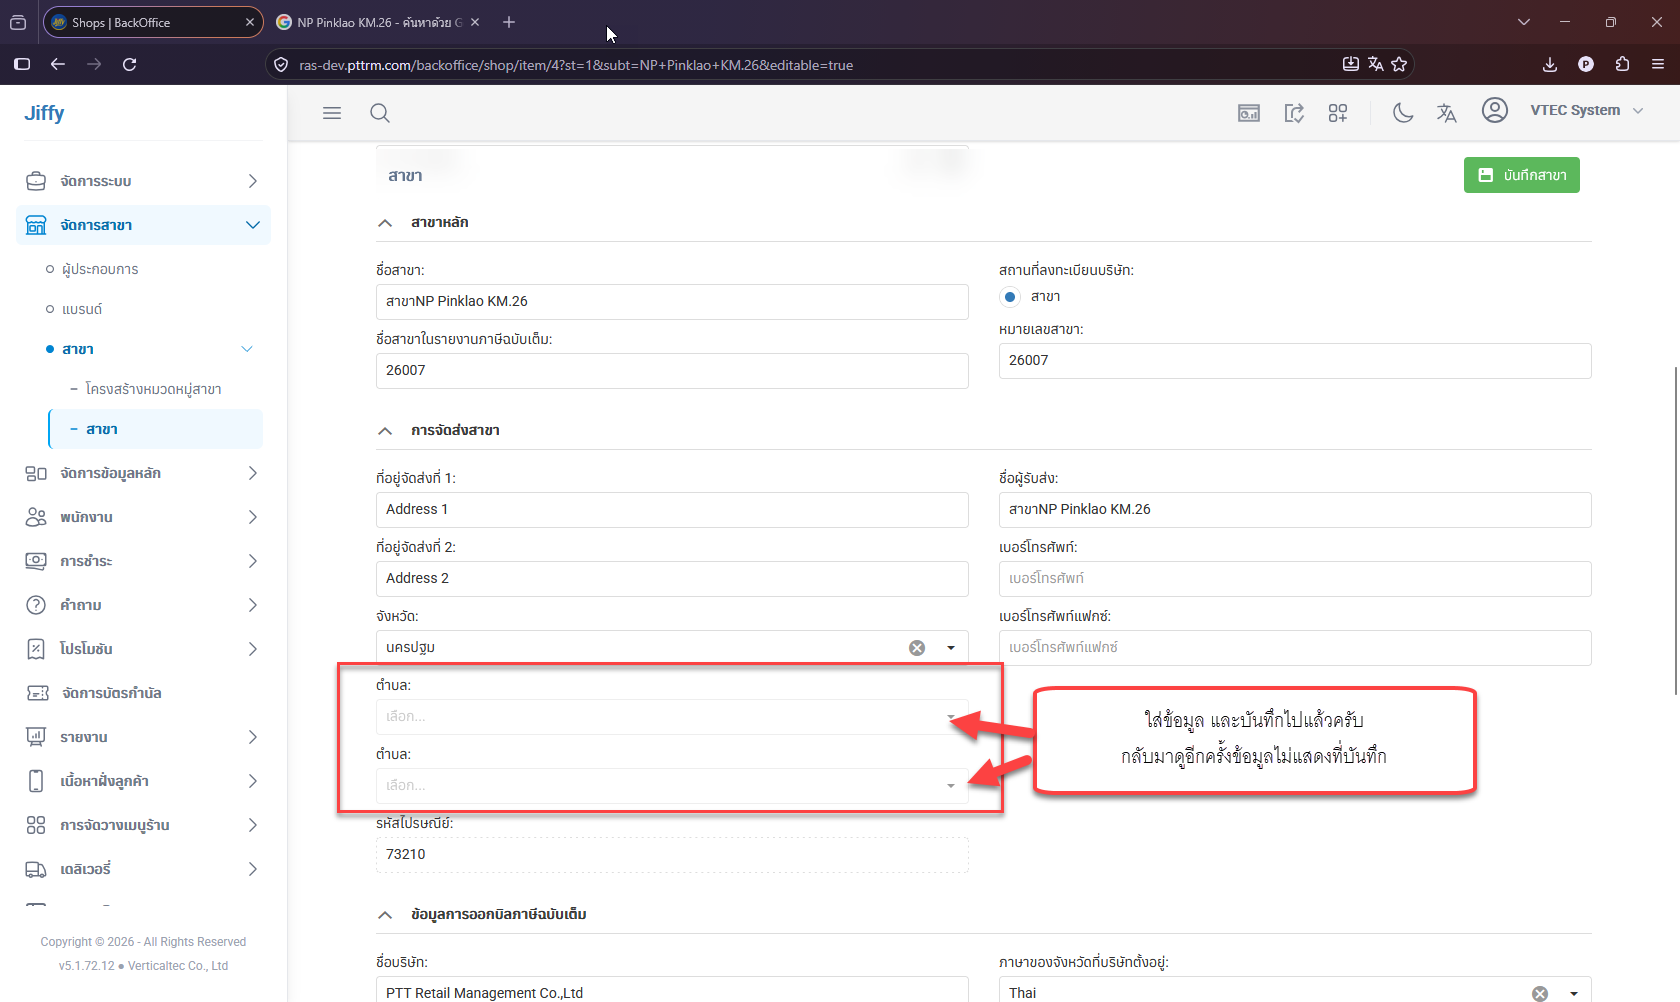 Shops | BackOffice
NP Pinklao KM.26 - ค้นหาด้วย G
ras-dev.pttrm.com/backoffice/shop/item/4?st=1&subt=NP+Pinklao+KM.26&editable=true
P
Jiffy
VTEC System
จัดการระบบ
จัดการสาขา
ผู้ประกอบการ
แบรนด์
สาขา
โครงสร้างหมวดหมู่สาขา
สาขา
จัดการข้อมูลหลัก
พนักงาน
การชำระ
คำถาม
โปรโมชัน
จัดการบัตรกำนัล
รายงาน
เนื้อหาฝั่งลูกค้า
การจัดวางเมนูร้าน
เดลิเวอรี่
Copyright © 2026 - All Rights Reserved
v5.1.72.12 ● Verticaltec Co., Ltd
สาขา
บันทึกสาขา
สาขาหลัก
ชื่อสาขา:
สาขาNP Pinklao KM.26
สถานที่ลงทะเบียนบริษัท:
สาขา
ชื่อสาขาในรายงานภาษีฉบับเต็ม:
26007
หมายเลขสาขา:
26007
การจัดส่งสาขา
ที่อยู่จัดส่งที่ 1:
Address 1
ชื่อผู้รับส่ง:
สาขาNP Pinklao KM.26
ที่อยู่จัดส่งที่ 2:
Address 2
เบอร์โทรศัพท์:
เบอร์โทรศัพท์
จังหวัด:
นครปฐม
เบอร์โทรศัพท์แฟกซ์:
เบอร์โทรศัพท์แฟกซ์
ตำบล:
เลือก...
ตำบล:
เลือก...
ใส่ข้อมูล และบันทึกไปแล้วครับ
กลับมาดูอีกครั้งข้อมูลไม่แสดงที่บันทึก
รหัสไปรษณีย์:
73210
ข้อมูลการออกบิลภาษีฉบับเต็ม
ชื่อบริษัท:
PTT Retail Management Co.,Ltd
ภาษาของจังหวัดที่บริษัทตั้งอยู่:
Thai